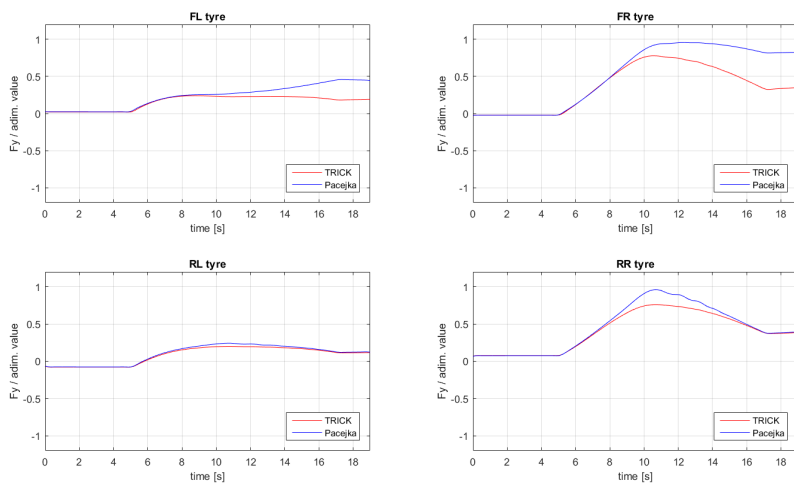 FL tyre
1
0.5
0
-0.5
-1
Fy / adim. value
TRICK
Pacejka
0 2 4 6 8 10 12 14 16 18
time [s]
FR tyre
1
0.5
0
-0.5
-1
Fy / adim. value
TRICK
Pacejka
0 2 4 6 8 10 12 14 16 18
time [s]
RL tyre
1
0.5
0
-0.5
-1
Fy / adim. value
TRICK
Pacejka
0 2 4 6 8 10 12 14 16 18
time [s]
RR tyre
1
0.5
0
-0.5
-1
Fy / adim. value
TRICK
Pacejka
0 2 4 6 8 10 12 14 16 18
time [s]